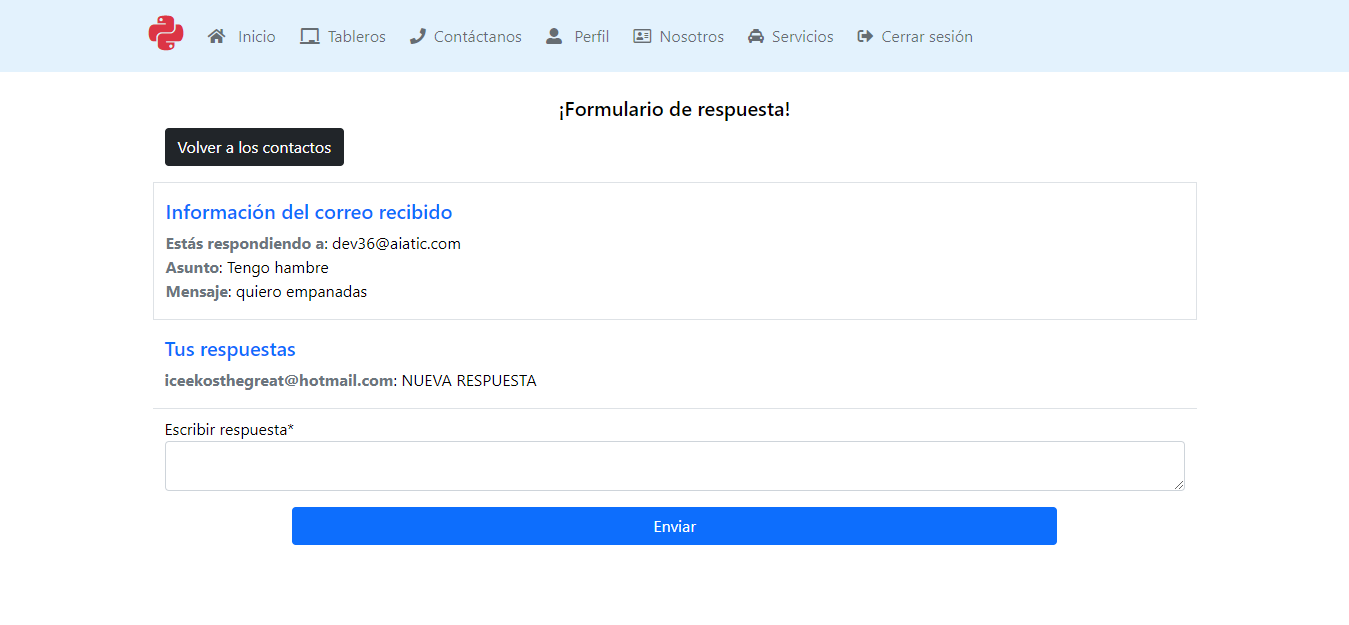 Inicio Tableros Contáctanos Perfil Nosotros Servicios Cerrar sesión
¡Formulario de respuesta!
Volver a los contactos
Información del correo recibido
Estás respondiendo a: dev36@aiatic.com
Asunto: Tengo hambre
Mensaje: quiero empanadas
Tus respuestas
iceekosthegreat@hotmail.com: NUEVA RESPUESTA
Escribir respuesta*
Enviar